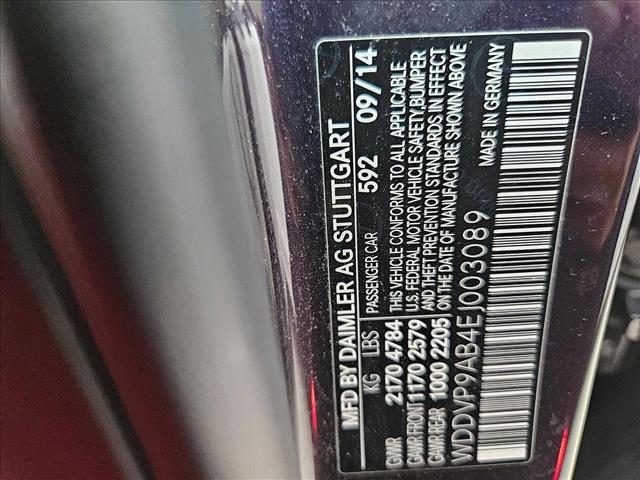 MFD BY DAIMLER AG STUTTGART
KG LBS PASSENGER CAR 592 09/14
GVWR 2170 4784 THIS VEHICLE CONFORMS TO ALL APPLICABLE
GAWR FRONT 1170 2579 U.S. FEDERAL MOTOR VEHICLE SAFETY, BUMPER
GAWR REAR 1000 2205 AND THEFT PREVENTION STANDARDS IN EFFECT
ON THE DATE OF MANUFACTURE SHOWN ABOVE
WDDVP9AB4EJ003089 MADE IN GERMANY